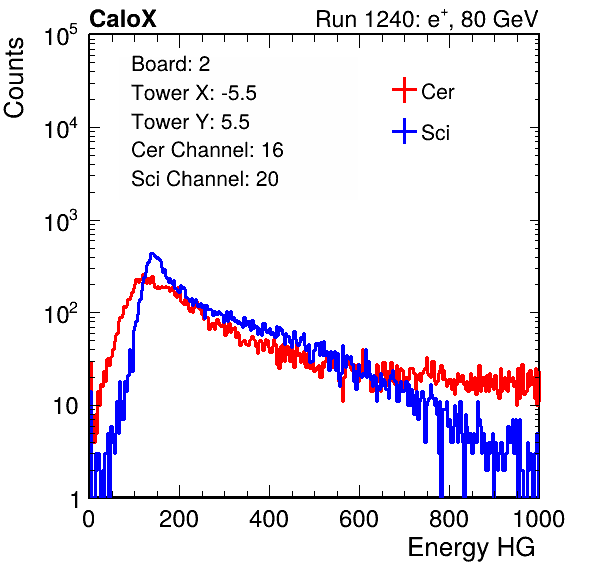 CaloX Run 1240: e⁺, 80 GeV
Counts
10⁵
10⁴
10³
10²
10
1
Board: 2
Tower X: -5.5
Tower Y: 5.5
Cer Channel: 16
Sci Channel: 20
Cer
Sci
0 200 400 600 800 1000
Energy HG